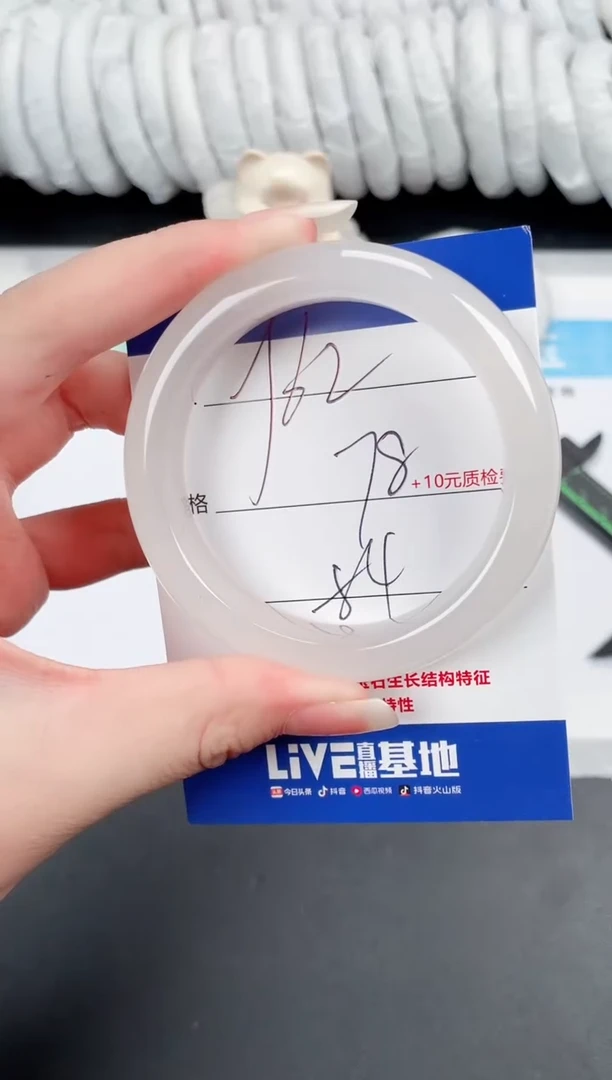 162
格 78 +10元质检
84
石生长结构特征
特性
LiVE直播基地
今日头条 抖音 西瓜视频 抖音火山版